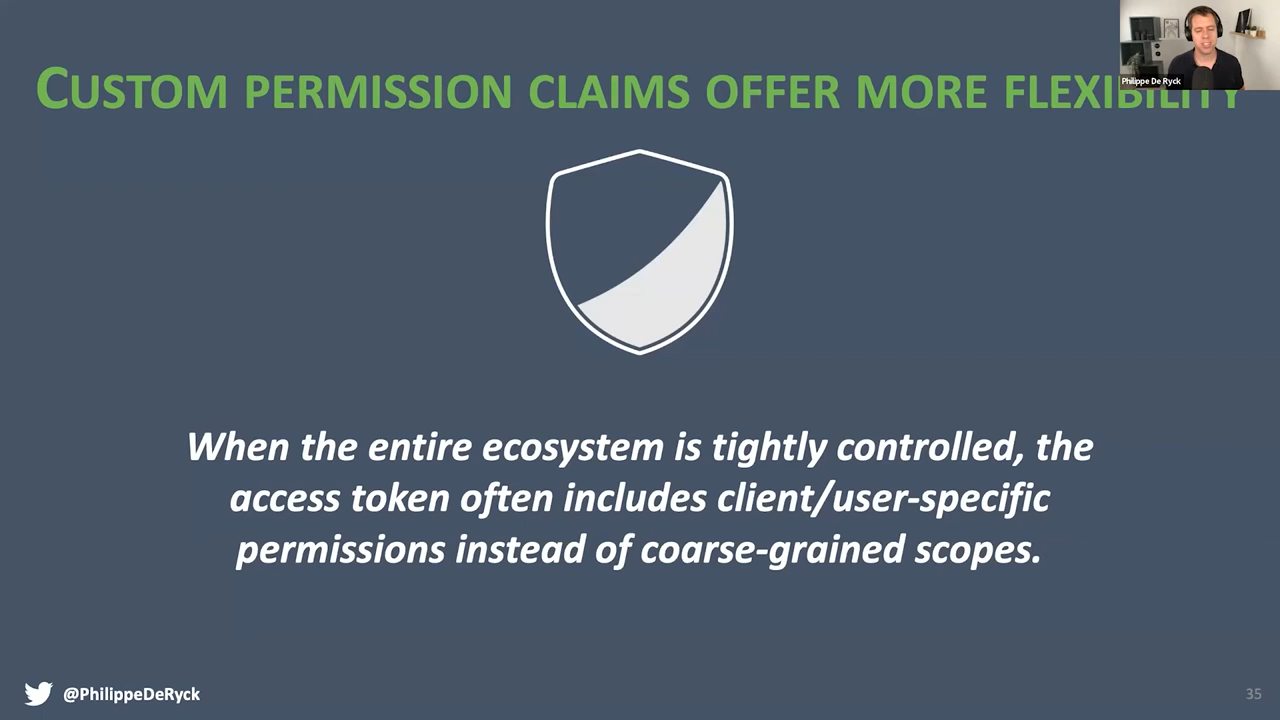 CUSTOM PERMISSION CLAIMS OFFER MORE FLEXIBILITY
Philippe De Ryck
When the entire ecosystem is tightly controlled, the
access token often includes client/user-specific
permissions instead of coarse-grained scopes.
@PhilippeDeRyck
35